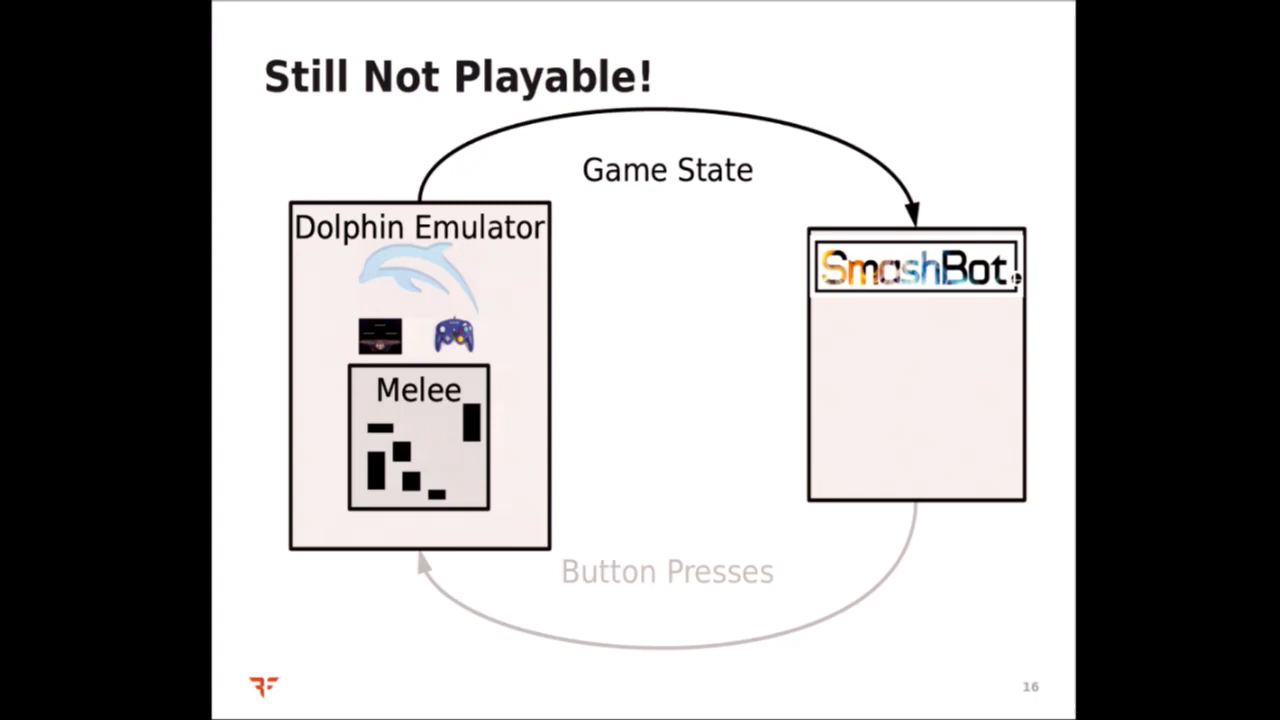 Still Not Playable!
Game State
Dolphin Emulator
SmashBot
Melee
Button Presses
16